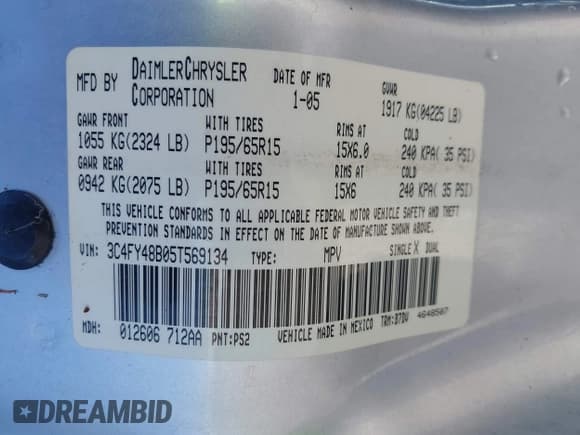 MFD BY DAIMLERCHRYSLER CORPORATION DATE OF MFR 1-05 GVWR 1917 KG(04225 LB)
GAWR FRONT WITH TIRES RIMS AT COLD
1055 KG(2324 LB) P195/65R15 15X6.0 240 KPA( 35 PSI)
GAWR REAR WITH TIRES RIMS AT COLD
0942 KG(2075 LB) P195/65R15 15X6 240 KPA( 35 PSI)
THIS VEHICLE CONFORMS TO ALL APPLICABLE FEDERAL MOTOR VEHICLE SAFETY AND THEFT
PREVENTION STANDARDS IN EFFECT ON THE DATE OF MANUFACTURE SHOWN ABOVE.
VIN: 3C4FY48B05T569134 TYPE: MPV SINGLE X DUAL
MDH: 012606 712AA PNT:PS2 VEHICLE MADE IN MEXICO TRM:B7DV 4648507
DREAMBID